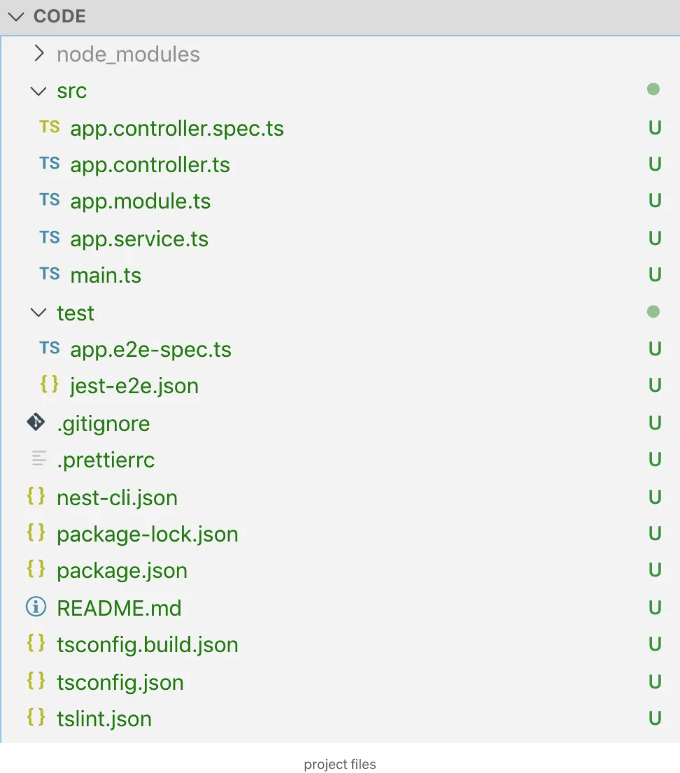 CODE
node_modules
src
TS app.controller.spec.ts U
TS app.controller.ts U
TS app.module.ts U
TS app.service.ts U
TS main.ts U
test
TS app.e2e-spec.ts U
{} jest-e2e.json U
.gitignore U
.prettierrc U
{} nest-cli.json U
{} package-lock.json U
{} package.json U
README.md U
{} tsconfig.build.json U
{} tsconfig.json U
{} tslint.json U
project files